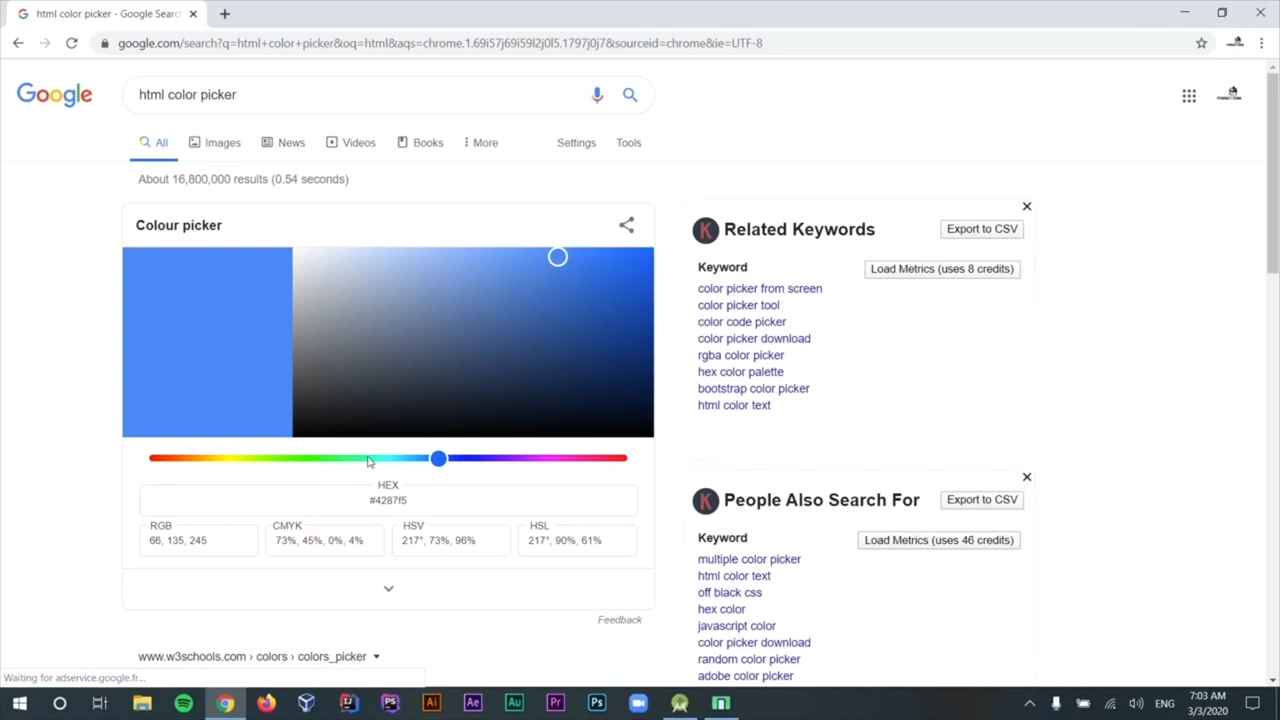 html color picker - Google Searc
google.com/search?q=html+color+picker&oq=html&aqs=chrome.1.69i57j69i59l2j0l5.1797j0j7&sourceid=chrome&ie=UTF-8
Google
html color picker
All
Images
News
Videos
Books
More
Settings
Tools
About 16,800,000 results (0.54 seconds)
Colour picker
HEX
#4287f5
RGB
66, 135, 245
CMYK
73%, 45%, 0%, 4%
HSV
217°, 73%, 96%
HSL
217°, 90%, 61%
Feedback
www.w3schools.com › colors › colors_picker
K
Related Keywords
Export to CSV
Keyword
Load Metrics (uses 8 credits)
color picker from screen
color picker tool
color code picker
color picker download
rgba color picker
hex color palette
bootstrap color picker
html color text
K
People Also Search For
Export to CSV
Keyword
Load Metrics (uses 46 credits)
multiple color picker
html color text
off black css
hex color
javascript color
color picker download
random color picker
adobe color picker
Waiting for adservice.google.fr...
Ai
Ae
Au
Pr
Ps
ENG
7:03 AM
3/3/2020